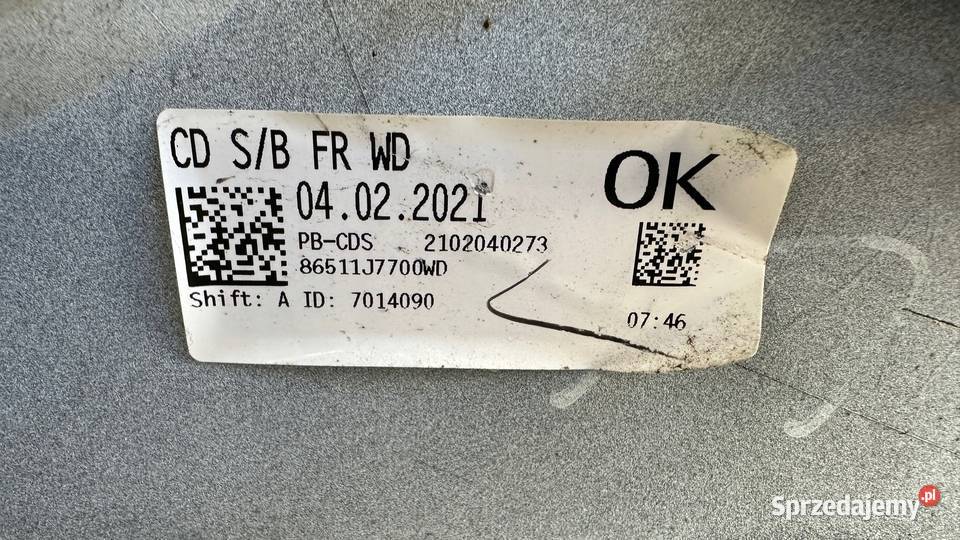 CD S/B FR WD
OK
04.02.2021
PB-CDS 2102040273
86511J7700WD
Shift: A ID: 7014090
07:46
Sprzedajemy.pl